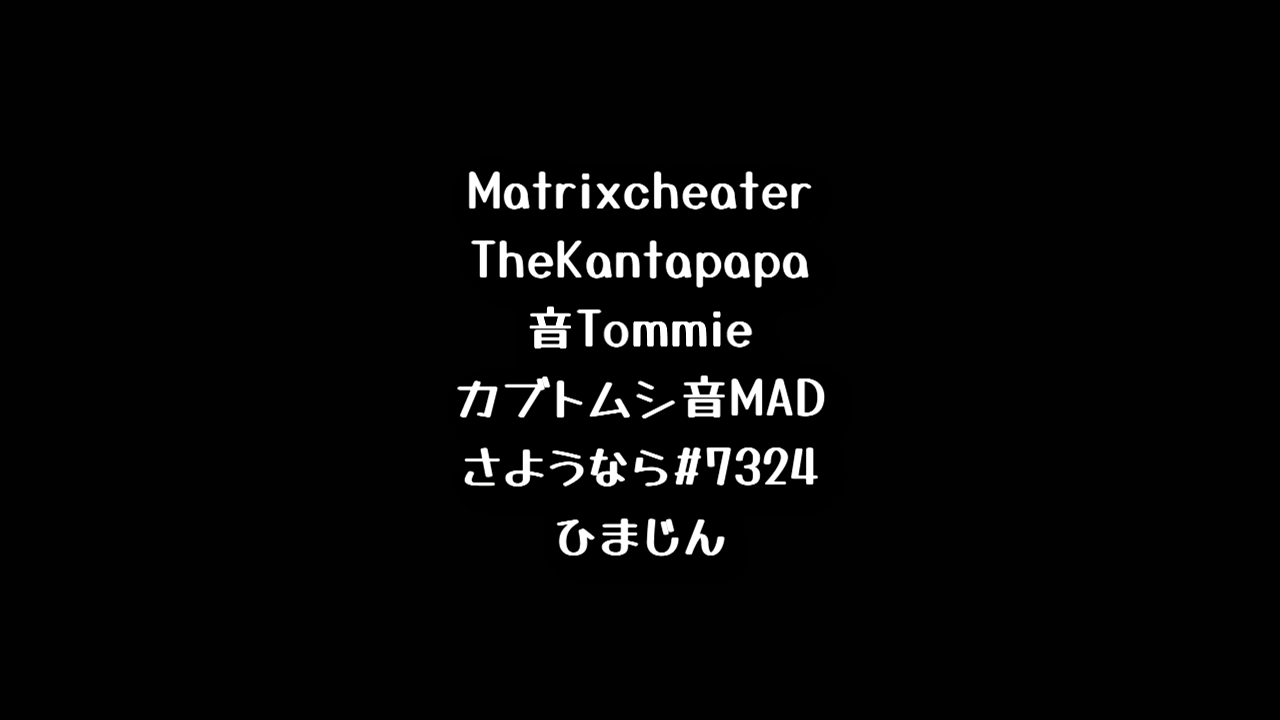 Matrixcheater
TheKantapapa
音Tommie
カブトムシ音MAD
さようなら#7324
ひまじん